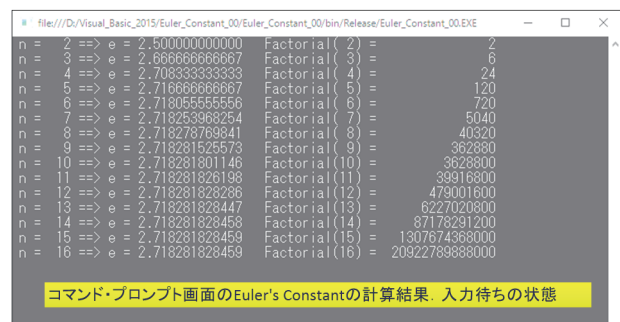 file:///D:/Visual_Basic_2015/Euler_Constant_00/Euler_Constant_00/bin/Release/Euler_Constant_00.EXE
n = 2 ==> e = 2.500000000000 Factorial( 2) = 2
n = 3 ==> e = 2.666666666667 Factorial( 3) = 6
n = 4 ==> e = 2.708333333333 Factorial( 4) = 24
n = 5 ==> e = 2.716666666667 Factorial( 5) = 120
n = 6 ==> e = 2.718055555556 Factorial( 6) = 720
n = 7 ==> e = 2.718253968254 Factorial( 7) = 5040
n = 8 ==> e = 2.718278769841 Factorial( 8) = 40320
n = 9 ==> e = 2.718281525573 Factorial( 9) = 362880
n = 10 ==> e = 2.718281801146 Factorial(10) = 3628800
n = 11 ==> e = 2.718281826198 Factorial(11) = 39916800
n = 12 ==> e = 2.718281828286 Factorial(12) = 479001600
n = 13 ==> e = 2.718281828447 Factorial(13) = 6227020800
n = 14 ==> e = 2.718281828458 Factorial(14) = 87178291200
n = 15 ==> e = 2.718281828459 Factorial(15) = 1307674368000
n = 16 ==> e = 2.718281828459 Factorial(16) = 20922789888000
コマンド・プロンプト画面のEuler's Constantの計算結果．入力待ちの状態